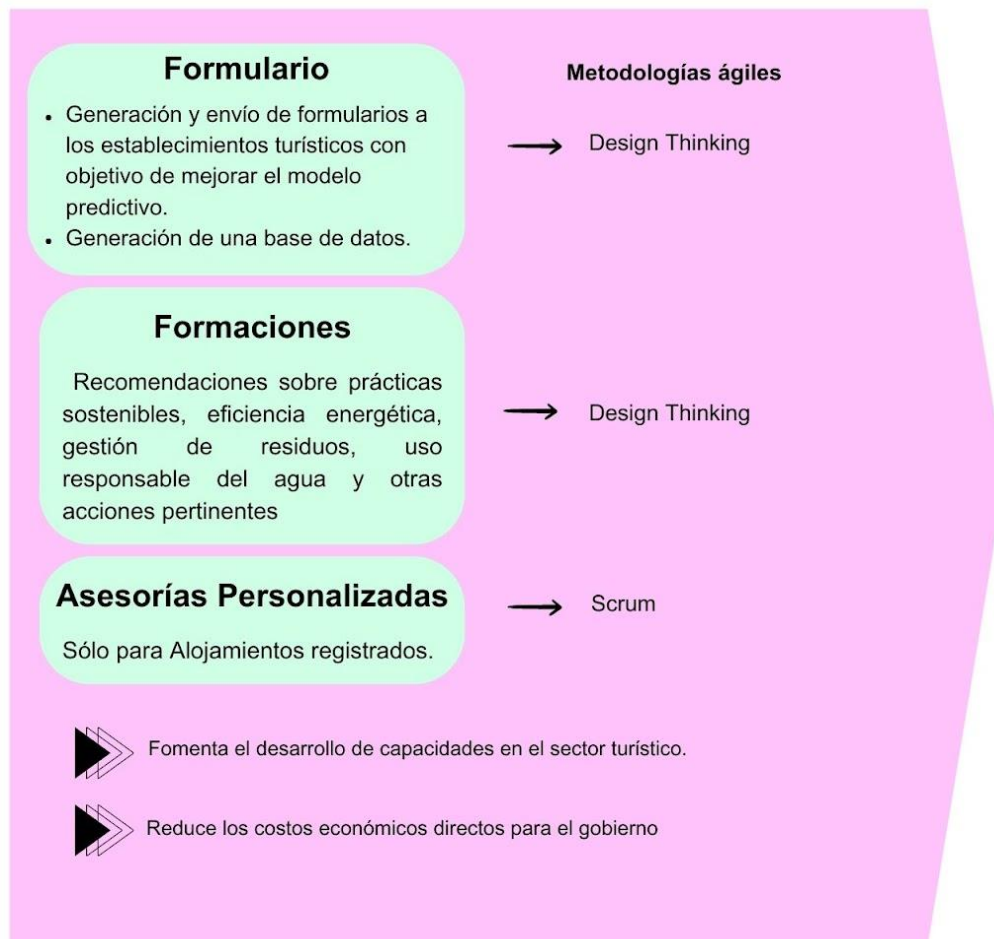 Formulario
Metodologías ágiles
• Generación y envío de formularios a
los establecimientos turísticos con
objetivo de mejorar el modelo
predictivo.
• Generación de una base de datos.
Design Thinking
Formaciones
Recomendaciones sobre prácticas
sostenibles, eficiencia energética,
gestión de residuos, uso
responsable del agua y otras
acciones pertinentes
Design Thinking
Asesorías Personalizadas
Sólo para Alojamientos registrados.
Scrum
Fomenta el desarrollo de capacidades en el sector turístico.
Reduce los costos económicos directos para el gobierno